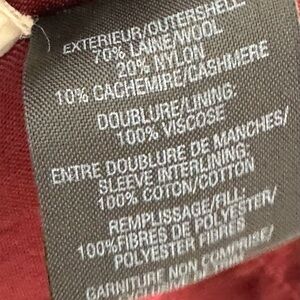 EXTERIEUR/OUTERSHELL
70% LAINE/WOOL
20% NYLON
10% CACHEMIRE/CASHMERE
DOUBLURE/LINING:
100% VISCOSE
ENTRE DOUBLURE DE MANCHES/
SLEEVE INTERLINING:
100% COTON/COTTON
REMPLISSAGE/FILL:
100%FIBRES DE POLYESTER/
POLYESTER FIBRES
GARNITURE NON COMPRISE/